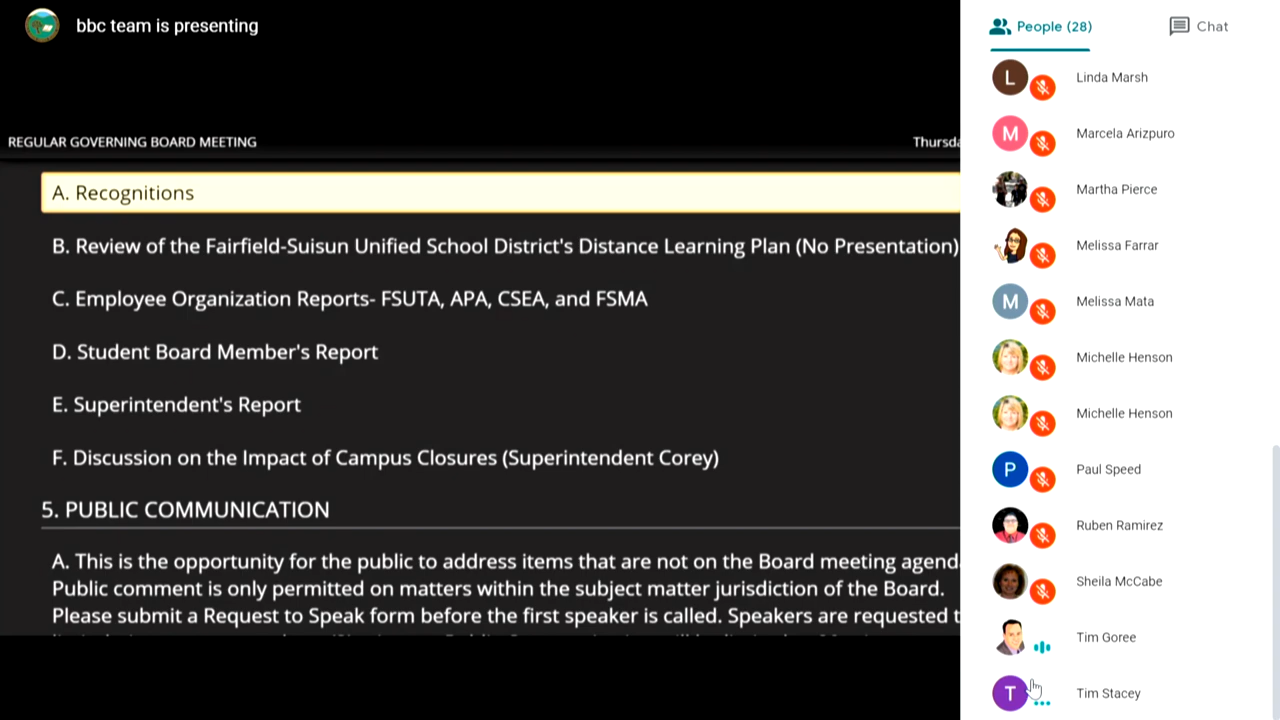 bbc team is presenting
People (28)
Chat
REGULAR GOVERNING BOARD MEETING
Thursda
A. Recognitions
B. Review of the Fairfield-Suisun Unified School District's Distance Learning Plan (No Presentation)
C. Employee Organization Reports- FSUTA, APA, CSEA, and FSMA
D. Student Board Member's Report
E. Superintendent's Report
F. Discussion on the Impact of Campus Closures (Superintendent Corey)
5. PUBLIC COMMUNICATION
A. This is the opportunity for the public to address items that are not on the Board meeting agend
Public comment is only permitted on matters within the subject matter jurisdiction of the Board.
Please submit a Request to Speak form before the first speaker is called. Speakers are requested t
L
Linda Marsh
M
Marcela Arizpuro
Martha Pierce
Melissa Farrar
M
Melissa Mata
Michelle Henson
Michelle Henson
P
Paul Speed
Ruben Ramirez
Sheila McCabe
Tim Goree
T
Tim Stacey